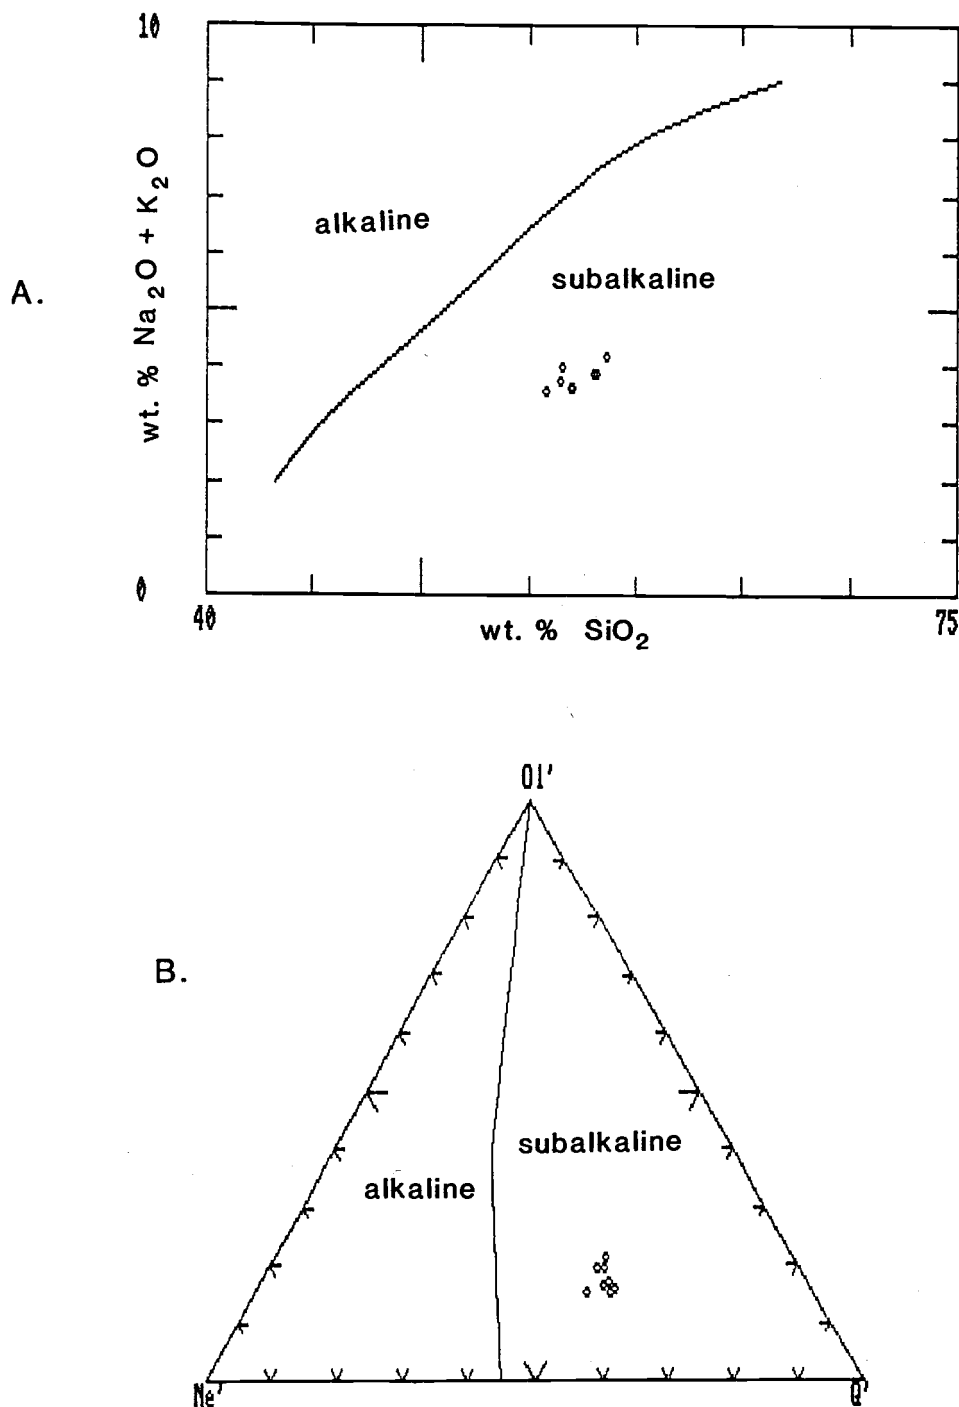 10
wt. % Na₂O + K₂O
alkaline
subalkaline
A.
0
40
75
wt. % SiO₂
Ol'
B.
subalkaline
alkaline
Ne'
Q'